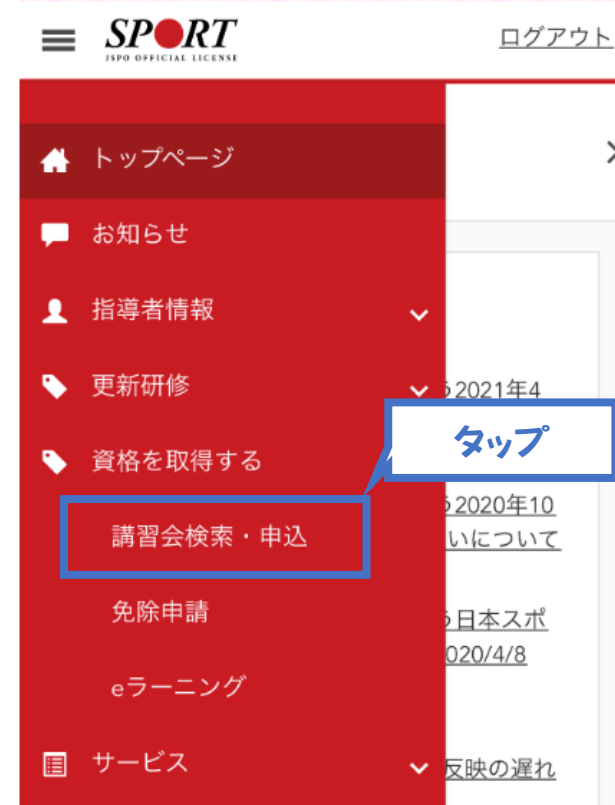 SPORT
JSPO OFFICIAL LICENSE
ログアウト
トップページ
お知らせ
指導者情報
更新研修
2021年4
タップ
資格を取得する
2020年10
講習会検索・申込
いについて
免除申請
日本スポ
020/4/8
eラーニング
サービス
反映の遅れ